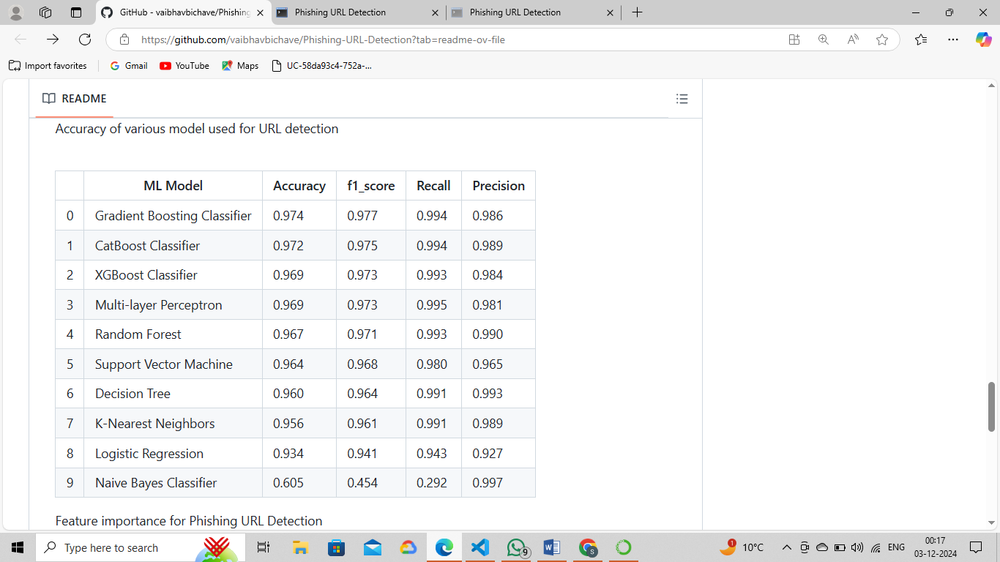 GitHub - vaibhavbichave/Phishing
Phishing URL Detection
Phishing URL Detection
https://github.com/vaibhavbichave/Phishing-URL-Detection?tab=readme-ov-file
Import favorites
Gmail
YouTube
Maps
UC-58da93c4-752a-...
README
Accuracy of various model used for URL detection
ML Model Accuracy f1_score Recall Precision
0 Gradient Boosting Classifier 0.974 0.977 0.994 0.986
1 CatBoost Classifier 0.972 0.975 0.994 0.989
2 XGBoost Classifier 0.969 0.973 0.993 0.984
3 Multi-layer Perceptron 0.969 0.973 0.995 0.981
4 Random Forest 0.967 0.971 0.993 0.990
5 Support Vector Machine 0.964 0.968 0.980 0.965
6 Decision Tree 0.960 0.964 0.991 0.993
7 K-Nearest Neighbors 0.956 0.961 0.991 0.989
8 Logistic Regression 0.934 0.941 0.943 0.927
9 Naive Bayes Classifier 0.605 0.454 0.292 0.997
Feature importance for Phishing URL Detection
Type here to search
9
S
1
10°C
ENG
00:17
03-12-2024